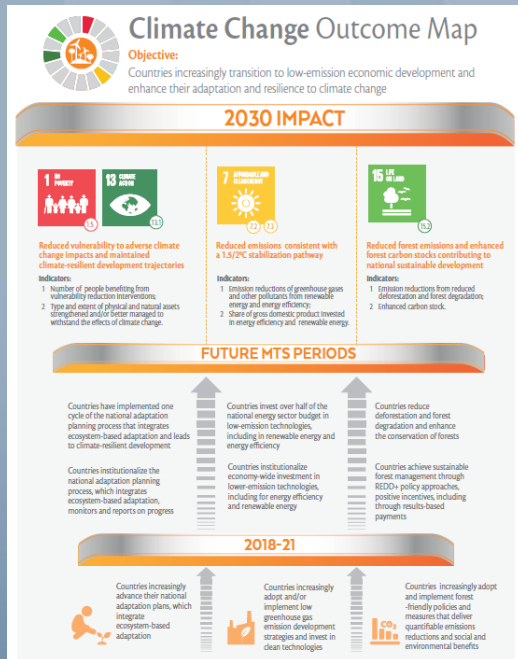 Climate Change Outcome Map
Objective:
Countries increasingly transition to low-emission economic development and
enhance their adaptation and resilience to climate change
2030 IMPACT
1 NO
POVERTY
1.5
13 CLIMATE
ACTION
13.1
Reduced vulnerability to adverse climate
change impacts and maintained
climate-resilient development trajectories
Indicators:
1 Number of people benefiting from
vulnerability reduction interventions;
2 Type and extent of physical and natural assets
strengthened and/or better managed to
withstand the effects of climate change.
7 AFFORDABLE AND
CLEAN ENERGY
7.2 7.3
Reduced emissions consistent with
a 1.5/2ºC stabilization pathway
Indicators:
1 Emission reductions of greenhouse gases
and other pollutants from renewable
energy and energy efficiency;
2 Share of gross domestic product invested
in energy efficiency and renewable energy.
15 LIFE
ON LAND
15.2
Reduced forest emissions and enhanced
forest carbon stocks contributing to
national sustainable development
Indicators:
1 Emission reductions from reduced
deforestation and forest degradation;
2 Enhanced carbon stock.
FUTURE MTS PERIODS
Countries have implemented one
cycle of the national adaptation
planning process that integrates
ecosystem-based adaptation and leads
to climate-resilient development
Countries institutionalize the
national adaptation planning
process, which integrates
ecosystem-based adaptation,
monitors and reports on progress
Countries invest over half of the
national energy sector budget in
low-emission technologies,
including in renewable energy and
energy efficiency
Countries institutionalize
economy-wide investment in
lower-emission technologies,
including for energy efficiency
and renewable energy
Countries reduce
deforestation and forest
degradation and enhance
the conservation of forests
Countries achieve sustainable
forest management through
REDD+ policy approaches,
positive incentives, including
through results-based
payments
2018-21
Countries increasingly
advance their national
adaptation plans, which
integrate
ecosystem-based
adaptation
Countries increasingly
adopt and/or
implement low
greenhouse gas
emission development
strategies and invest in
clean technologies
CO₂
Countries increasingly adopt
and implement forest
-friendly policies and
measures that deliver
quantifiable emissions
reductions and social and
environmental benefits